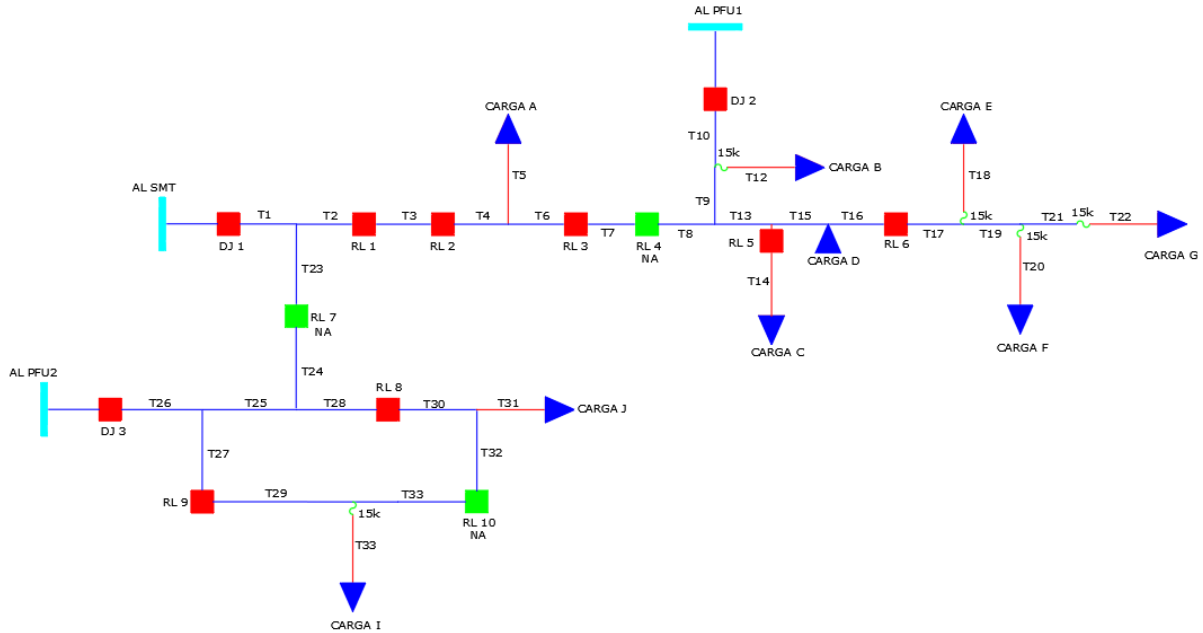 AL PFU1
DJ 2
CARGA A
CARGA E
T10
15k
CARGA B
T12
T5
T18
AL SMT
T9
T1
T2
T3
T4
T6
T13
T15
T16
15k
T21
15k
T22
DJ 1
RL 1
RL 2
RL 3
T7
RL 4
NA
T8
RL 5
CARGA D
RL 6
T17
T19
15k
CARGA G
T23
T14
T20
RL 7
NA
CARGA C
CARGA F
T24
AL PFU2
RL 8
T26
T25
T28
T30
T31
CARGA J
DJ 3
T27
T32
RL 9
T29
T33
15k
RL 10
NA
T33
CARGA I